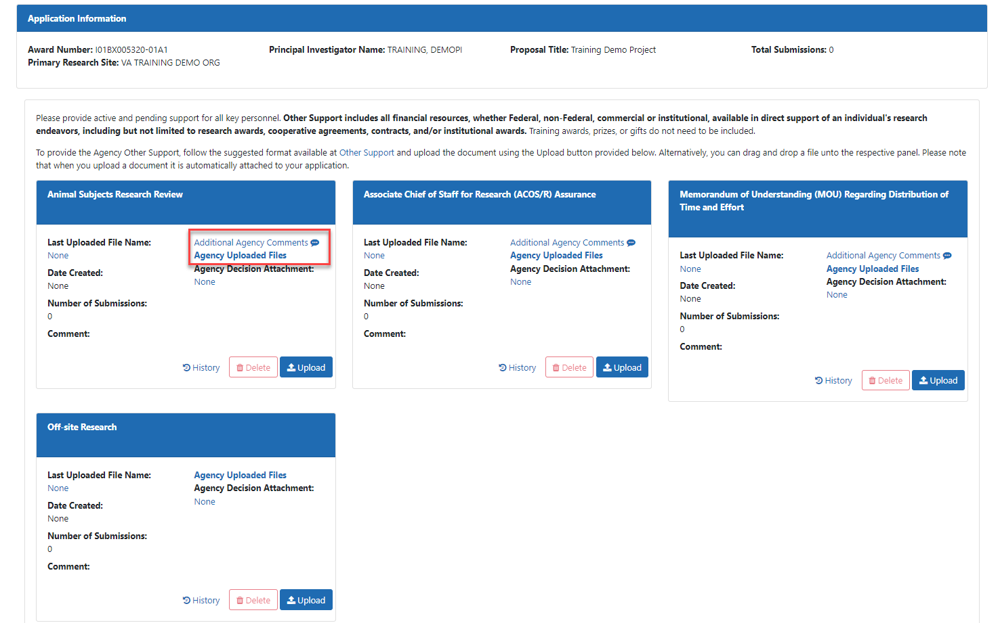 Application Information
Award Number: I01BX005320-01A1
Principal Investigator Name: TRAINING, DEMOPI
Proposal Title: Training Demo Project
Total Submissions: 0
Primary Research Site: VA TRAINING DEMO ORG
Please provide active and pending support for all key personnel. Other Support includes all financial resources, whether Federal, non-Federal, commercial or institutional, available in direct support of an individual's research
endeavors, including but not limited to research awards, cooperative agreements, contracts, and/or institutional awards. Training awards, prizes, or gifts do not need to be included.
To provide the Agency Other Support, follow the suggested format available at Other Support and upload the document using the Upload button provided below. Alternatively, you can drag and drop a file unto the respective panel. Please note
that when you upload a document it is automatically attached to your application.
Animal Subjects Research Review
Last Uploaded File Name:
None
Date Created:
None
Number of Submissions:
0
Comment:
Additional Agency Comments
Agency Uploaded Files
Agency Decision Attachment:
None
History
Delete
Upload
Associate Chief of Staff for Research (ACOS/R) Assurance
Last Uploaded File Name:
None
Date Created:
None
Number of Submissions:
0
Comment:
Additional Agency Comments
Agency Uploaded Files
Agency Decision Attachment:
None
History
Delete
Upload
Memorandum of Understanding (MOU) Regarding Distribution of
Time and Effort
Last Uploaded File Name:
None
Date Created:
None
Number of Submissions:
0
Comment:
Additional Agency Comments
Agency Uploaded Files
Agency Decision Attachment:
None
History
Delete
Upload
Off-site Research
Last Uploaded File Name:
None
Date Created:
None
Number of Submissions:
0
Comment:
Agency Uploaded Files
Agency Decision Attachment:
None
History
Delete
Upload